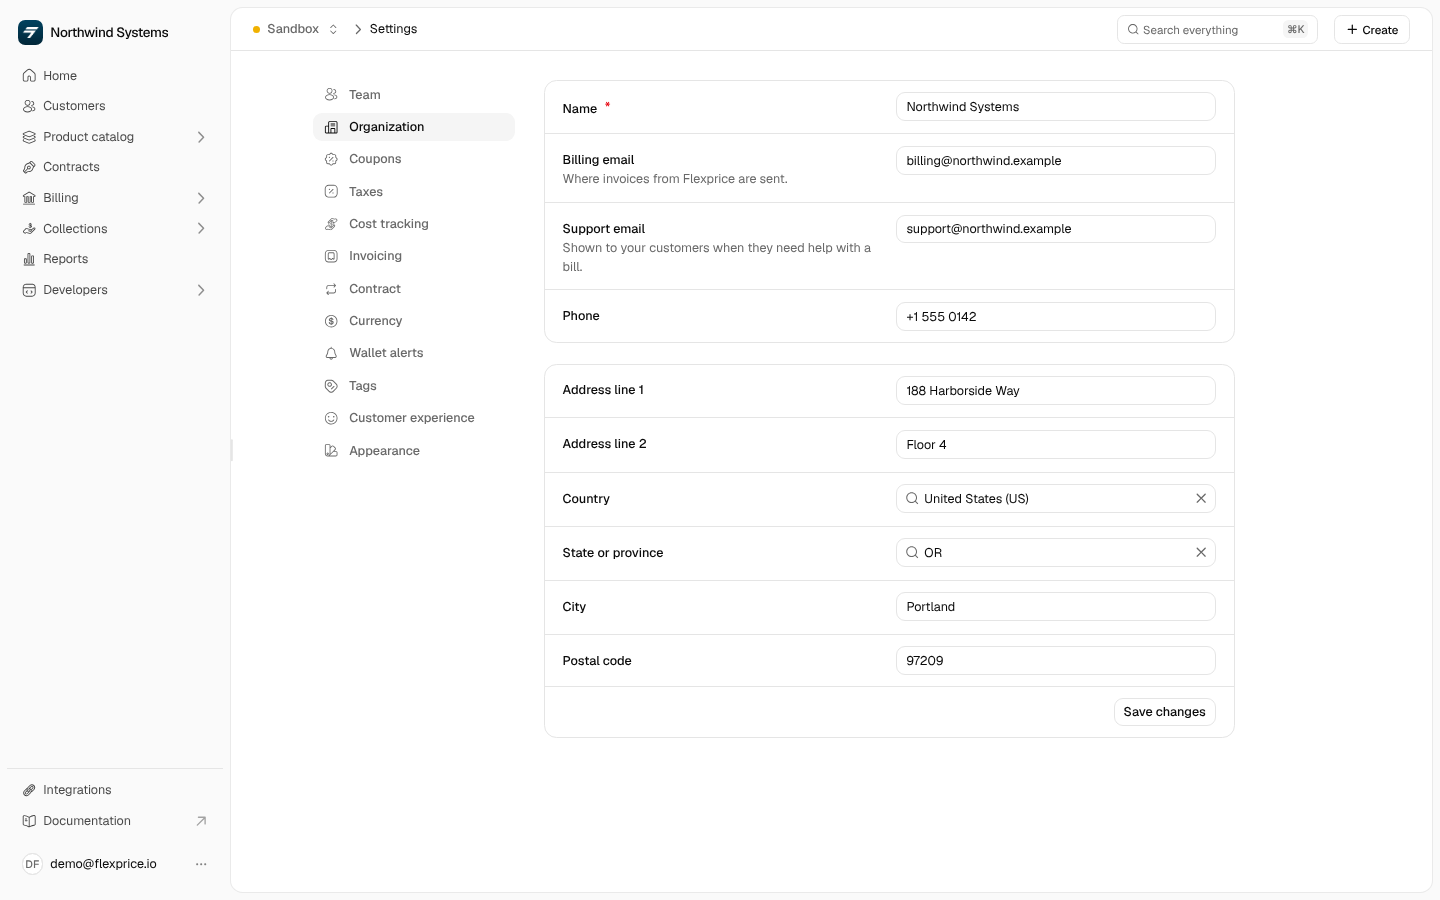 Northwind Systems
Home
Customers
Product catalog
Contracts
Billing
Collections
Reports
Developers
Integrations
Documentation
DF
demo@flexprice.io
Sandbox
Settings
Search everything
⌘K
Create
Team
Organization
Coupons
Taxes
Cost tracking
Invoicing
Contract
Currency
Wallet alerts
Tags
Customer experience
Appearance
Name *
Northwind Systems
Billing email
Where invoices from Flexprice are sent.
billing@northwind.example
Support email
Shown to your customers when they need help with a
bill.
support@northwind.example
Phone
+1 555 0142
Address line 1
188 Harborside Way
Address line 2
Floor 4
Country
United States (US)
State or province
OR
City
Portland
Postal code
97209
Save changes